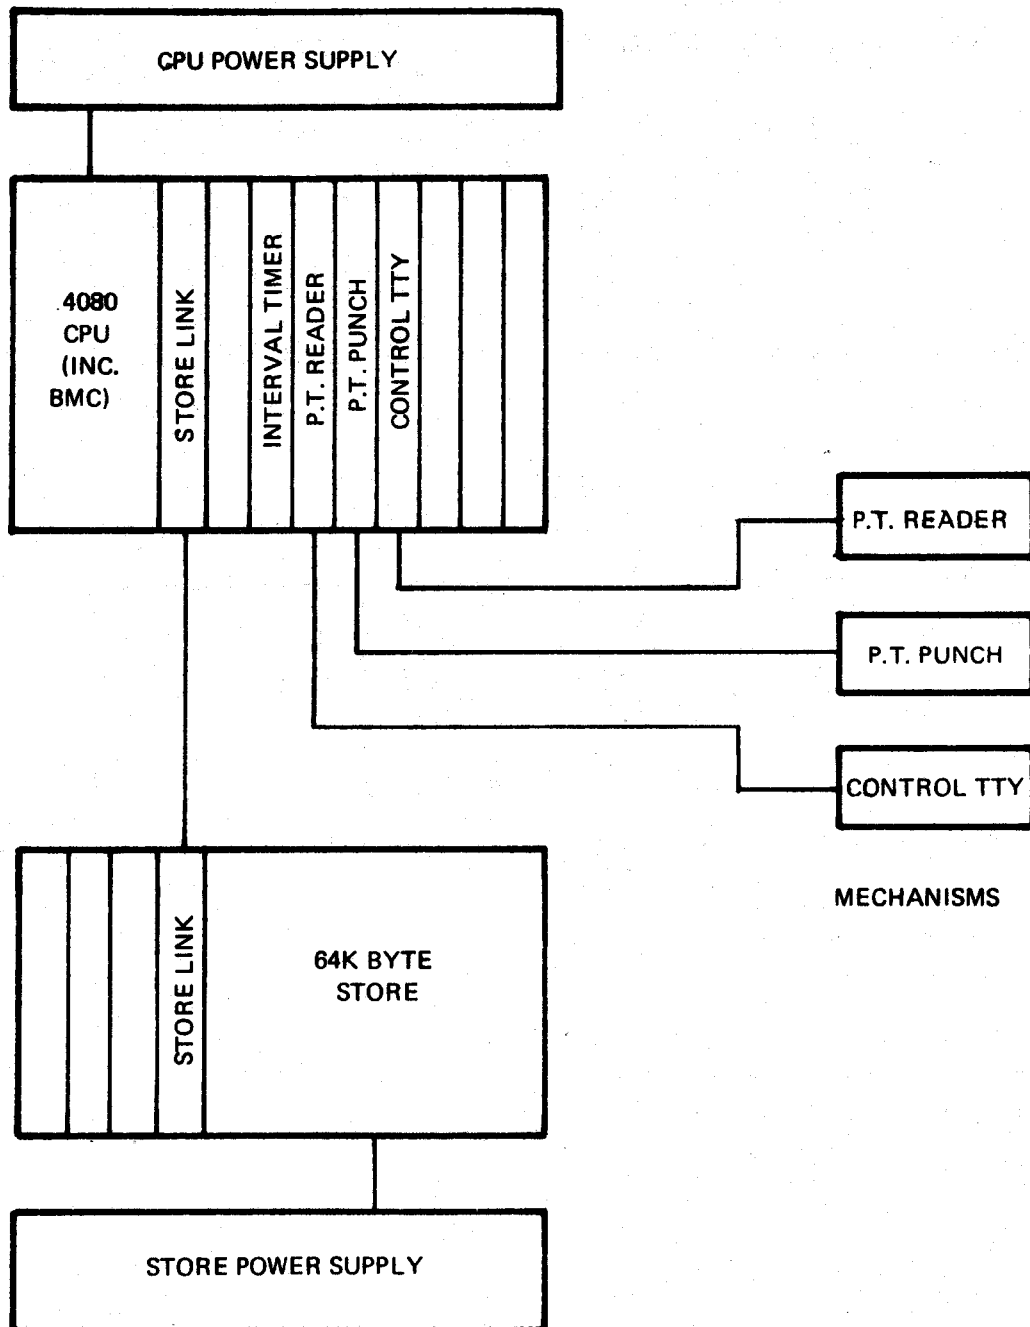 CPU POWER SUPPLY
4080
CPU
(INC.
BMC)
STORE LINK
INTERVAL TIMER
P.T. READER
P.T. PUNCH
CONTROL TTY
P.T. READER
P.T. PUNCH
CONTROL TTY
MECHANISMS
STORE LINK
64K BYTE
STORE
STORE POWER SUPPLY